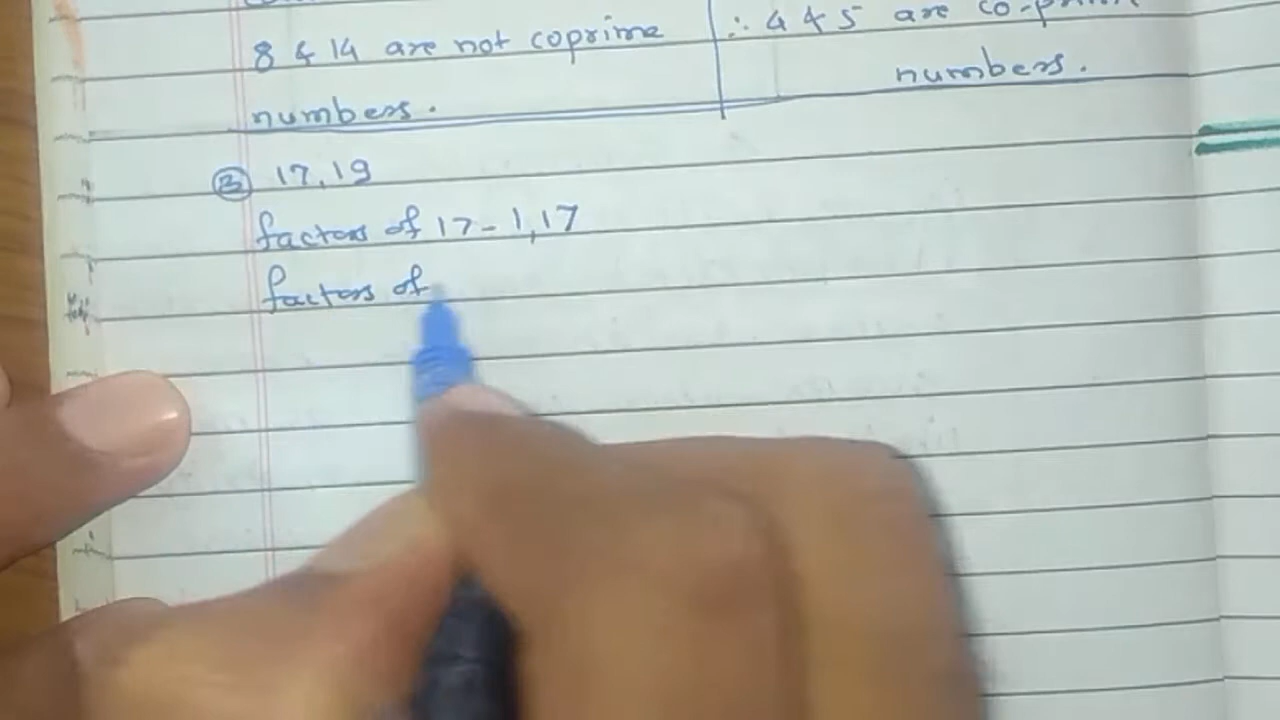 8 & 14 are not coprime
numbers.
∴ 4 & 5 are co-prime
numbers.
③ 17, 19
factors of 17 - 1, 17
factors of